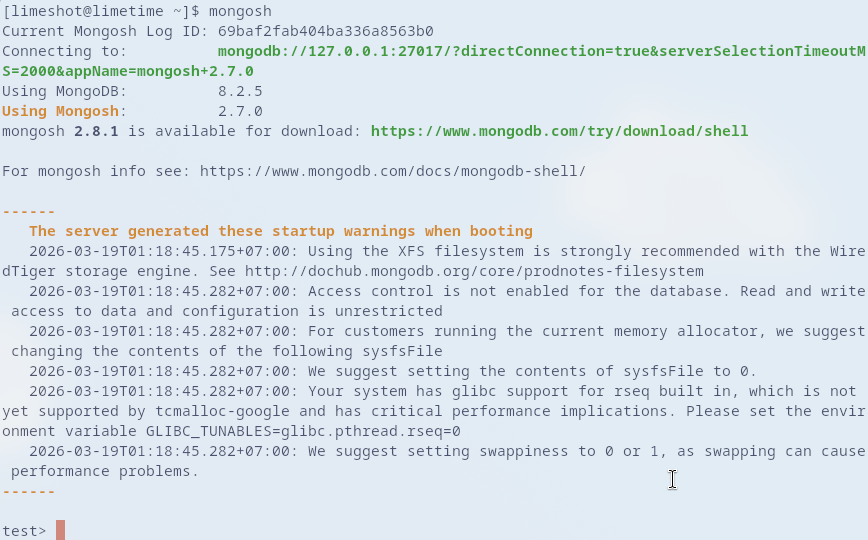 [limeshot@limetime ~]$ mongosh
Current Mongosh Log ID: 69baf2fab404ba336a8563b0
Connecting to:          mongodb://127.0.0.1:27017/?directConnection=true&serverSelectionTimeoutM
S=2000&appName=mongosh+2.7.0
Using MongoDB:          8.2.5
Using Mongosh:          2.7.0
mongosh 2.8.1 is available for download: https://www.mongodb.com/try/download/shell
For mongosh info see: https://www.mongodb.com/docs/mongodb-shell/
------
   The server generated these startup warnings when booting
   2026-03-19T01:18:45.175+07:00: Using the XFS filesystem is strongly recommended with the Wire
dTiger storage engine. See http://dochub.mongodb.org/core/prodnotes-filesystem
   2026-03-19T01:18:45.282+07:00: Access control is not enabled for the database. Read and write
 access to data and configuration is unrestricted
   2026-03-19T01:18:45.282+07:00: For customers running the current memory allocator, we suggest
 changing the contents of the following sysfsFile
   2026-03-19T01:18:45.282+07:00: We suggest setting the contents of sysfsFile to 0.
   2026-03-19T01:18:45.282+07:00: Your system has glibc support for rseq built in, which is not
yet supported by tcmalloc-google and has critical performance implications. Please set the envir
onment variable GLIBC_TUNABLES=glibc.pthread.rseq=0
   2026-03-19T01:18:45.282+07:00: We suggest setting swappiness to 0 or 1, as swapping can cause
 performance problems.
------
test>